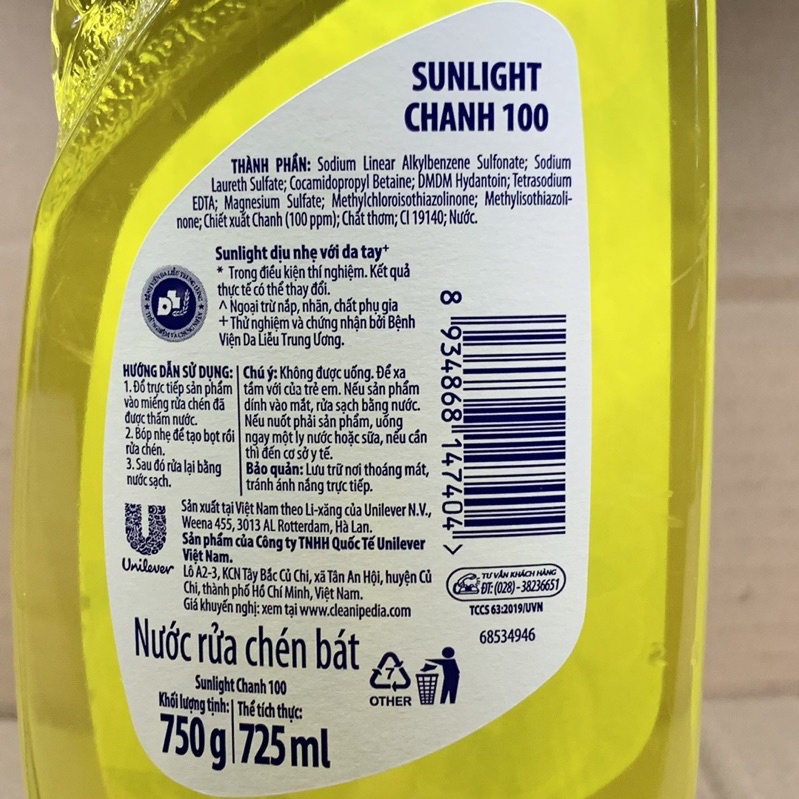 SUNLIGHT
CHANH 100
THÀNH PHẦN: Sodium Linear Alkylbenzene Sulfonate; Sodium
Laureth Sulfate; Cocamidopropyl Betaine; DMDM Hydantoin; Tetrasodium
EDTA; Magnesium Sulfate; Methylchloroisothiazolinone; Methylisothiazoli-
none; Chiết xuất Chanh (100 ppm); Chất thơm; CI 19140; Nước.
Sunlight dịu nhẹ với da tay+
* Trong điều kiện thí nghiệm. Kết quả
thực tế có thể thay đổi.
^ Ngoại trừ nắp, nhãn, chất phụ gia
+ Thử nghiệm và chứng nhận bởi Bệnh
Viện Da Liễu Trung Ương.
HƯỚNG DẪN SỬ DỤNG:
1. Đổ trực tiếp sản phẩm
vào miếng rửa chén đã
được thấm nước.
2. Bóp nhẹ để tạo bọt rồi
rửa chén.
3. Sau đó rửa lại bằng
nước sạch.
Chú ý: Không được uống. Để xa
tầm với của trẻ em. Nếu sản phẩm
dính vào mắt, rửa sạch bằng nước.
Nếu nuốt phải sản phẩm, uống
ngay một ly nước hoặc sữa, nếu cần
thì đến cơ sở y tế.
Bảo quản: Lưu trữ nơi thoáng mát,
tránh ánh nắng trực tiếp.
8 934868 147404 >
Unilever
Sản xuất tại Việt Nam theo Li-xăng của Unilever N.V.,
Weena 455, 3013 AL Rotterdam, Hà Lan.
Sản phẩm của Công ty TNHH Quốc Tế Unilever
Việt Nam.
Lô A2-3, KCN Tây Bắc Củ Chi, xã Tân An Hội, huyện Củ
Chi, thành phố Hồ Chí Minh, Việt Nam.
Giá khuyến nghị: xem tại www.cleanipedia.com
TƯ VẤN KHÁCH HÀNG
ĐT: (028) - 38236651
TCCS 63:2019/UVN
68534946
Nước rửa chén bát
Sunlight Chanh 100
Khối lượng tịnh:
750 g
Thể tích thực:
725 ml
7
OTHER